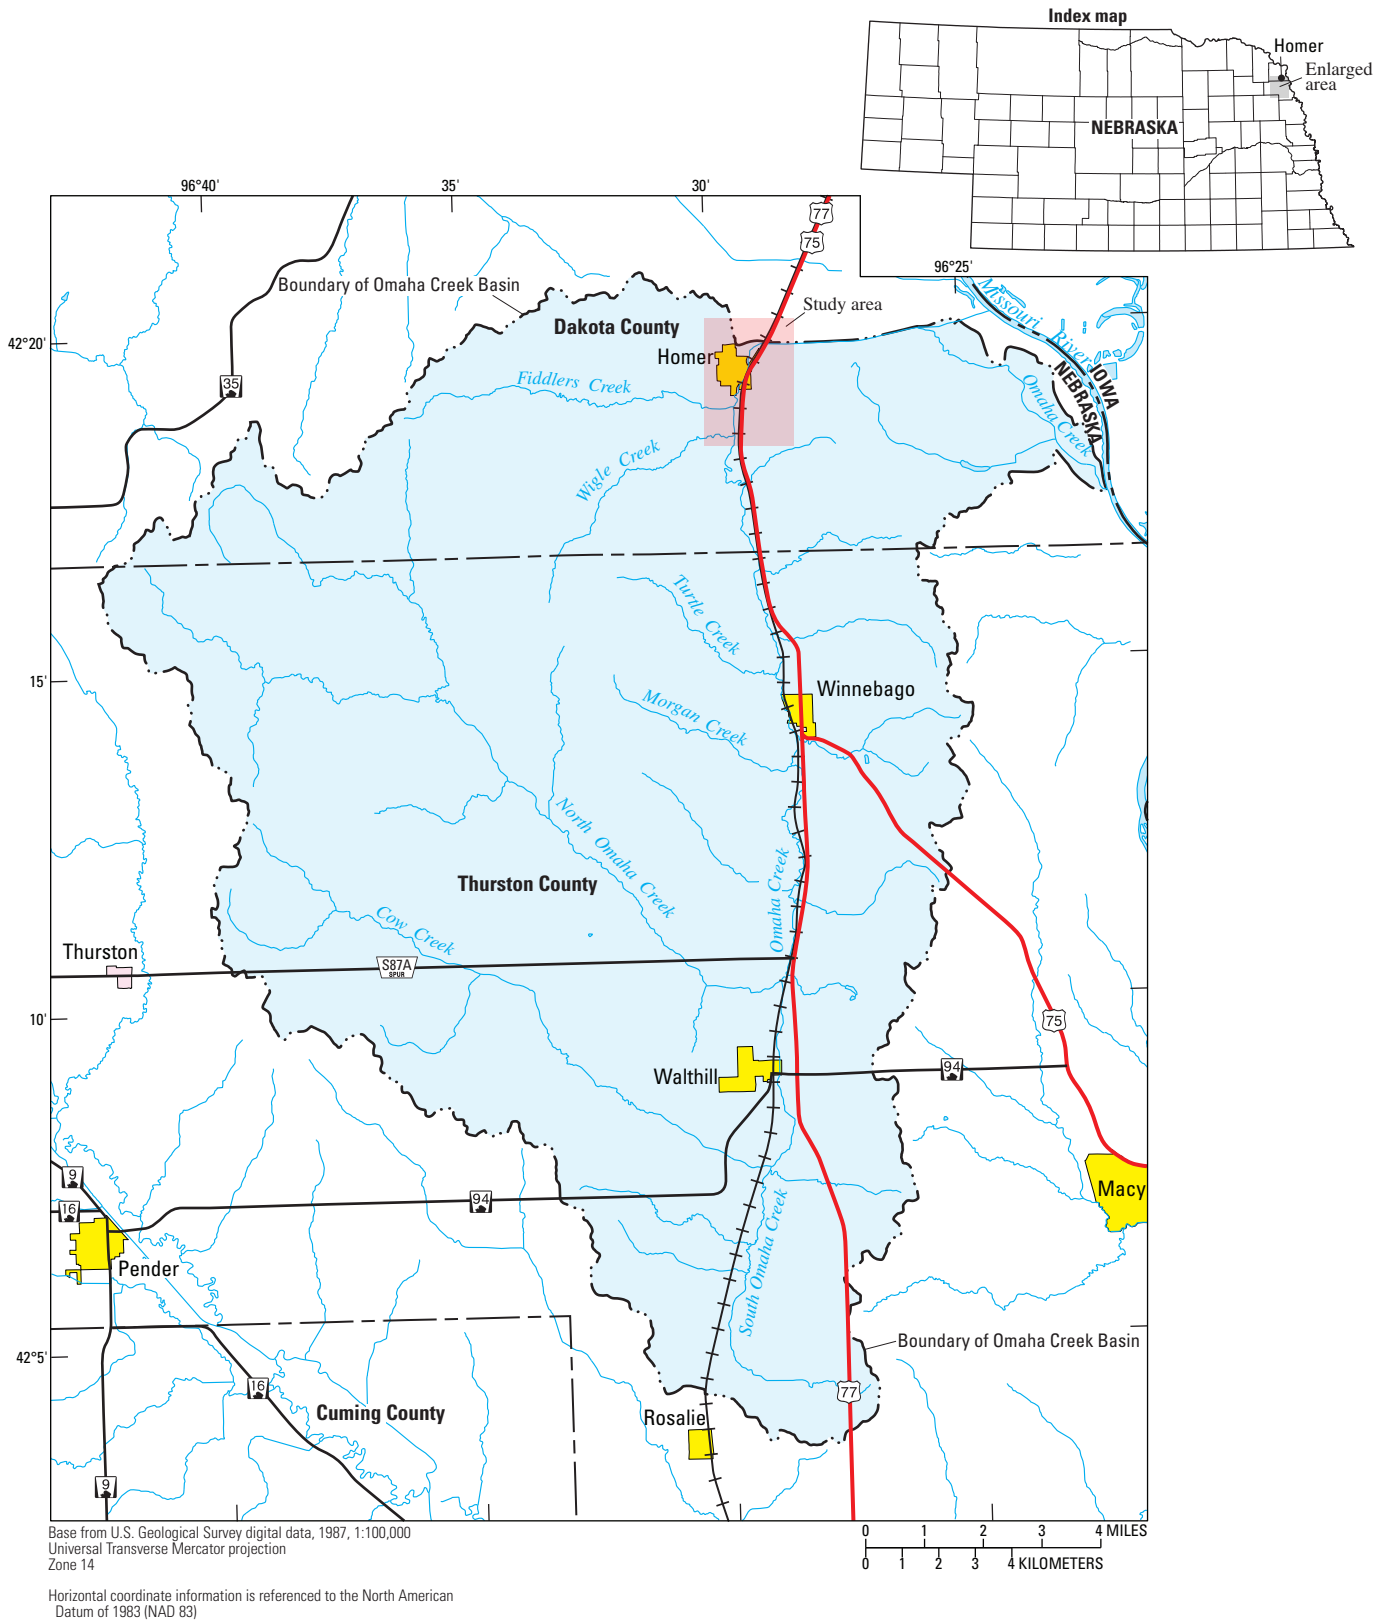 Index map
Homer
Enlarged
area
NEBRASKA
96°40'
35'
30'
77
75
96°25'
Boundary of Omaha Creek Basin
Missouri River
Study area
Dakota County
42°20'
Homer
IOWA
NEBRASKA
35
Fiddlers Creek
Omaha Creek
Wigle Creek
Turtle Creek
15'
Winnebago
Morgan Creek
North Omaha Creek
Omaha Creek
Thurston County
Cow Creek
Thurston
S87A
SPUR
10'
75
Walthill
94
9
16
94
Macy
Pender
South Omaha Creek
Boundary of Omaha Creek Basin
42°5'
16
77
Cuming County
Rosalie
9
Base from U.S. Geological Survey digital data, 1987, 1:100,000
Universal Transverse Mercator projection
Zone 14
0 1 2 3 4 MILES
0 1 2 3 4 KILOMETERS
Horizontal coordinate information is referenced to the North American
Datum of 1983 (NAD 83)